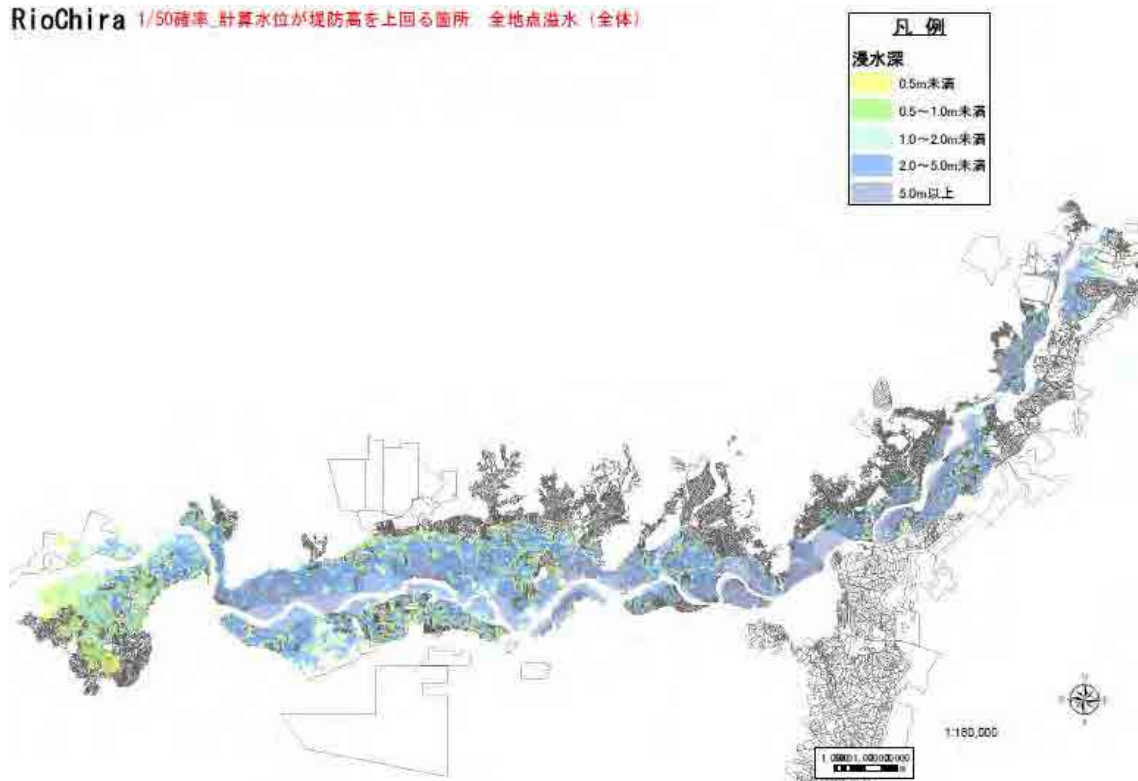 RioChira 1/50確率 計算水位が堤防高を上回る箇所 全地点溢水（全体）
凡 例
浸水深
0.5m未満
0.5～1.0m未満
1.0～2.0m未満
2.0～5.0m未満
5.0m以上
1:160,000